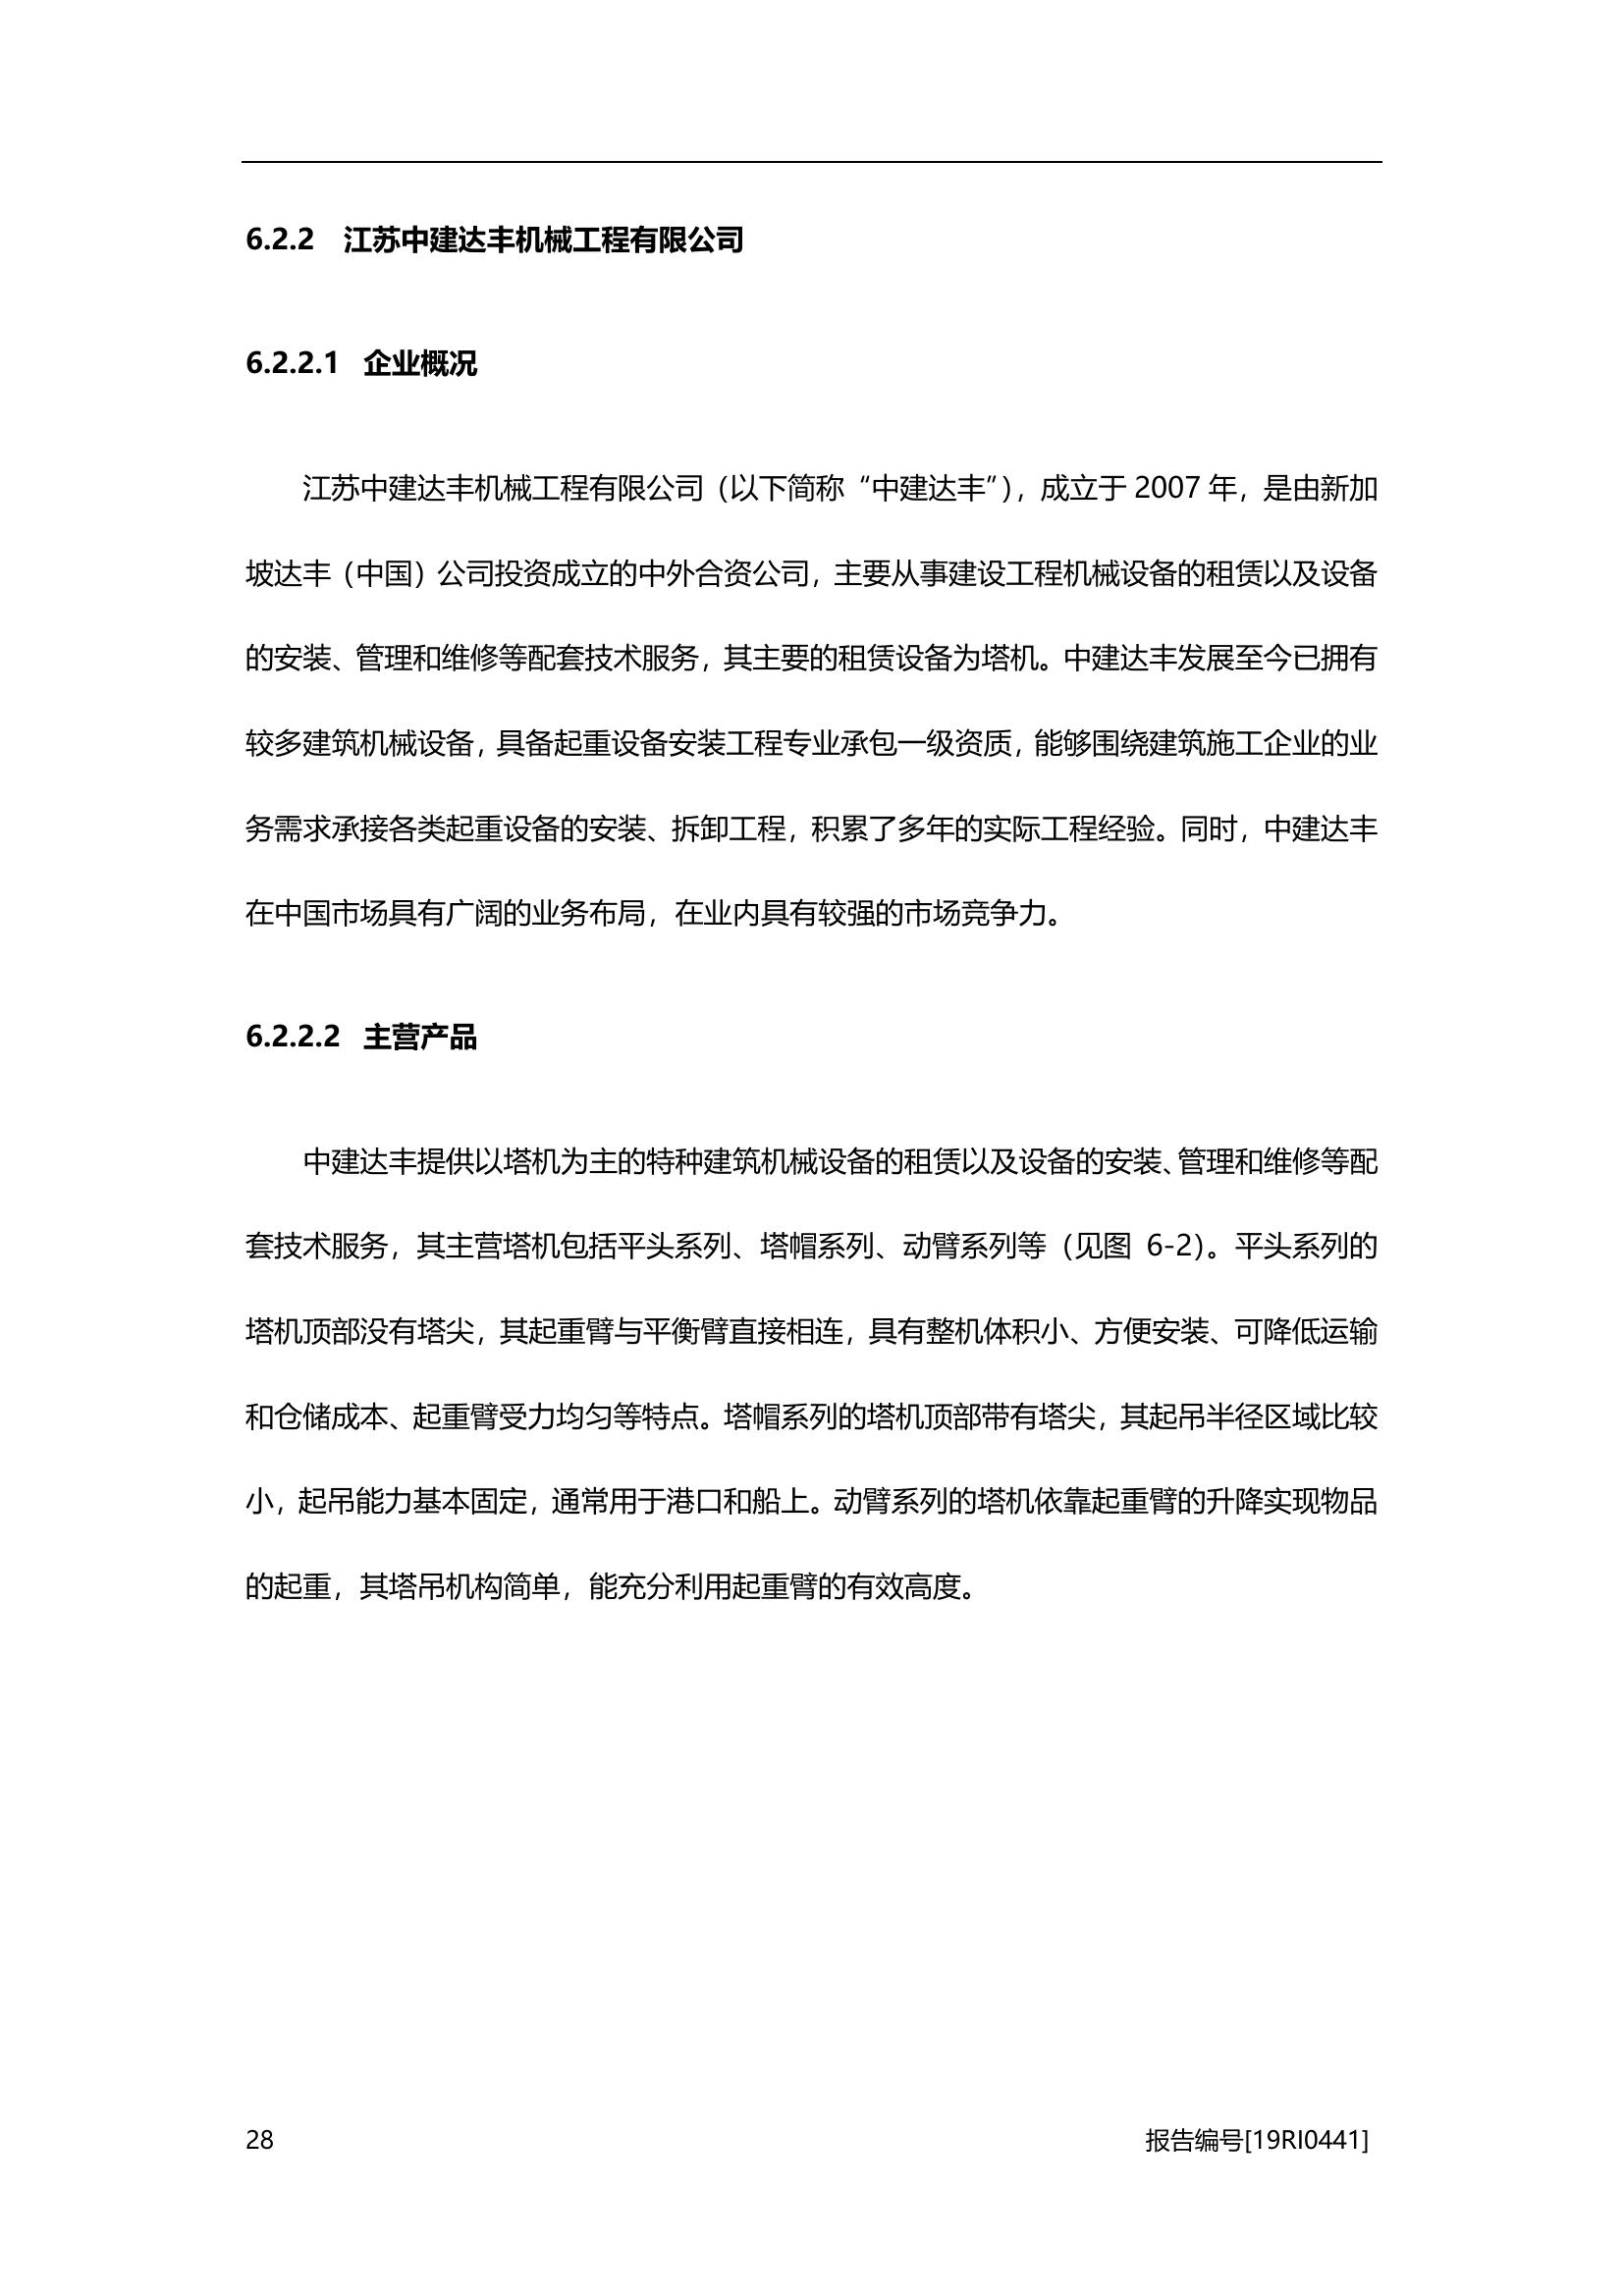 6.2.2 江苏中建达丰机械工程有限公司
6.2.2.1 企业概况
江苏中建达丰机械工程有限公司（以下简称“中建达丰”），成立于 2007 年，是由新加
坡达丰（中国）公司投资成立的中外合资公司，主要从事建设工程机械设备的租赁以及设备
的安装、管理和维修等配套技术服务，其主要的租赁设备为塔机。中建达丰发展至今已拥有
较多建筑机械设备，具备起重设备安装工程专业承包一级资质，能够围绕建筑施工企业的业
务需求承接各类起重设备的安装、拆卸工程，积累了多年的实际工程经验。同时，中建达丰
在中国市场具有广阔的业务布局，在业内具有较强的市场竞争力。
6.2.2.2 主营产品
中建达丰提供以塔机为主的特种建筑机械设备的租赁以及设备的安装、管理和维修等配
套技术服务，其主营塔机包括平头系列、塔帽系列、动臂系列等（见图 6-2）。平头系列的
塔机顶部没有塔尖，其起重臂与平衡臂直接相连，具有整机体积小、方便安装、可降低运输
和仓储成本、起重臂受力均匀等特点。塔帽系列的塔机顶部带有塔尖，其起吊半径区域比较
小，起吊能力基本固定，通常用于港口和船上。动臂系列的塔机依靠起重臂的升降实现物品
的起重，其塔吊机构简单，能充分利用起重臂的有效高度。
28 报告编号[19RI0441]